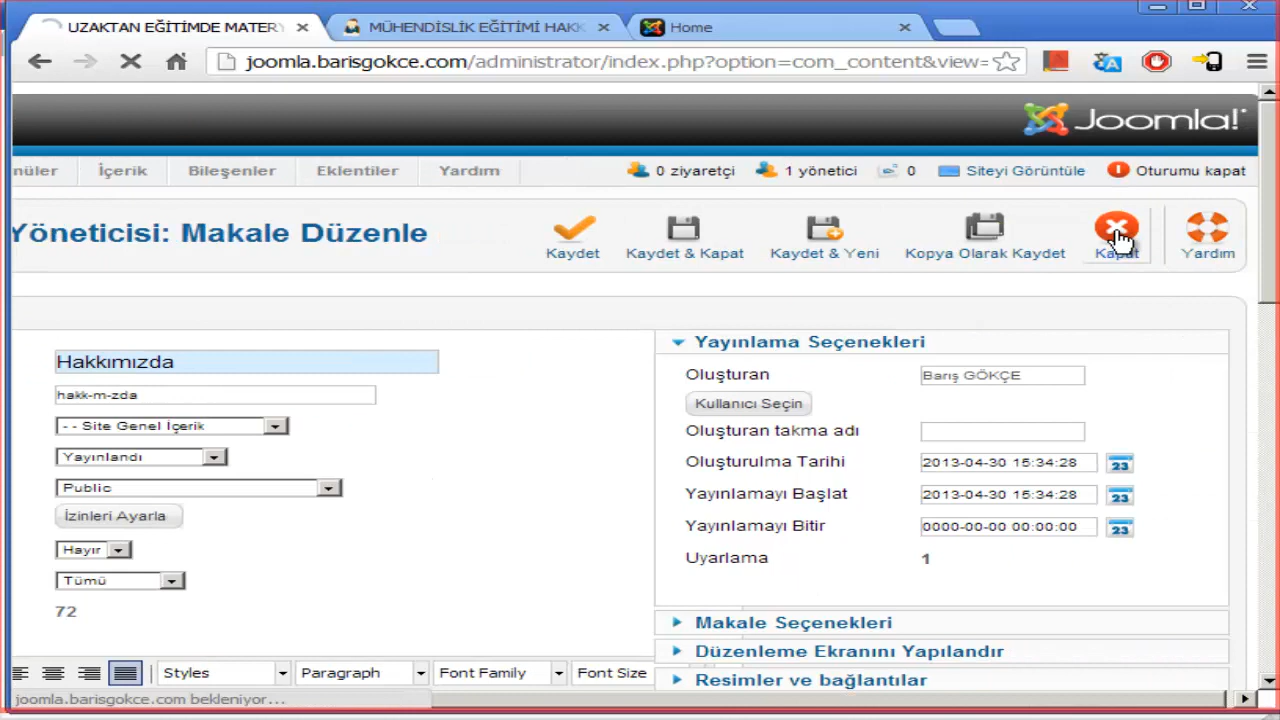 UZAKTAN EĞİTİMDE MATERY
MÜHENDİSLİK EĞİTİMİ HAKK
Home
joomla.barisgokce.com/administrator/index.php?option=com_content&view=
Joomla!
nüler
İçerik
Bileşenler
Eklentiler
Yardım
0 ziyaretçi
1 yönetici
0
Siteyi Görüntüle
Oturumu kapat
Yöneticisi: Makale Düzenle
Kaydet
Kaydet & Kapat
Kaydet & Yeni
Kopya Olarak Kaydet
Kapat
Yardım
Hakkımızda
hakk-m-zda
- - Site Genel İçerik
Yayınlandı
Public
İzinleri Ayarla
Hayır
Tümü
72
Yayınlama Seçenekleri
Oluşturan
Barış GÖKÇE
Kullanıcı Seçin
Oluşturan takma adı
Oluşturulma Tarihi
2013-04-30 15:34:28
23
Yayınlamayı Başlat
2013-04-30 15:34:28
23
Yayınlamayı Bitir
0000-00-00 00:00:00
23
Uyarlama
1
Makale Seçenekleri
Düzenleme Ekranını Yapılandır
Resimler ve bağlantılar
Styles
Paragraph
Font Family
Font Size
joomla.barisgokce.com bekleniyor...